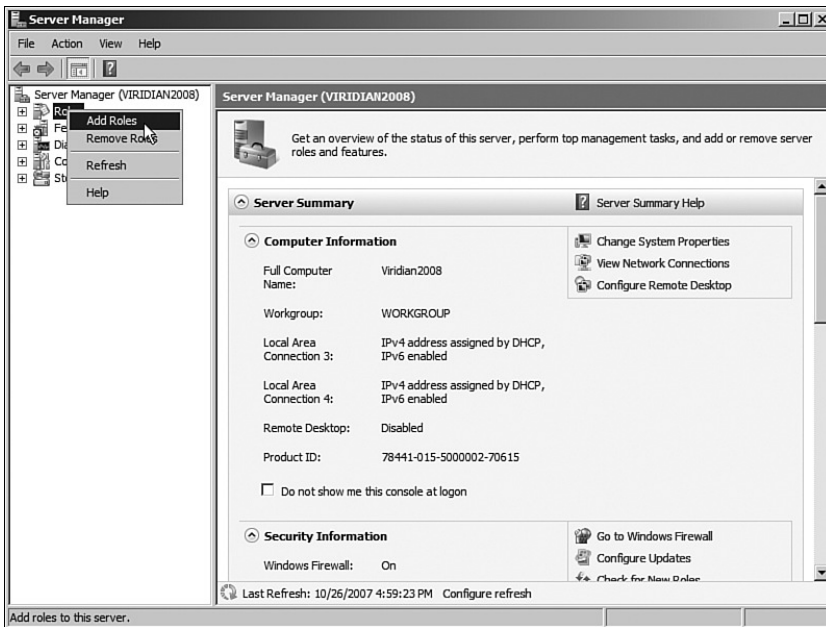 Server Manager
File Action View Help
Server Manager (VIRIDIAN2008)
Add Roles
Remove Roles
Refresh
Help
Server Manager (VIRIDIAN2008)
Get an overview of the status of this server, perform top management tasks, and add or remove server
roles and features.
Server Summary
Server Summary Help
Computer Information
Full Computer
Name:
Viridian2008
Workgroup:
WORKGROUP
Local Area
Connection 3:
IPv4 address assigned by DHCP,
IPv6 enabled
Local Area
Connection 4:
IPv4 address assigned by DHCP,
IPv6 enabled
Remote Desktop:
Disabled
Product ID:
78441-015-5000002-70615
Do not show me this console at logon
Change System Properties
View Network Connections
Configure Remote Desktop
Security Information
Windows Firewall:
On
Go to Windows Firewall
Configure Updates
Check for New Roles
Last Refresh: 10/26/2007 4:59:23 PM Configure refresh
Add roles to this server.